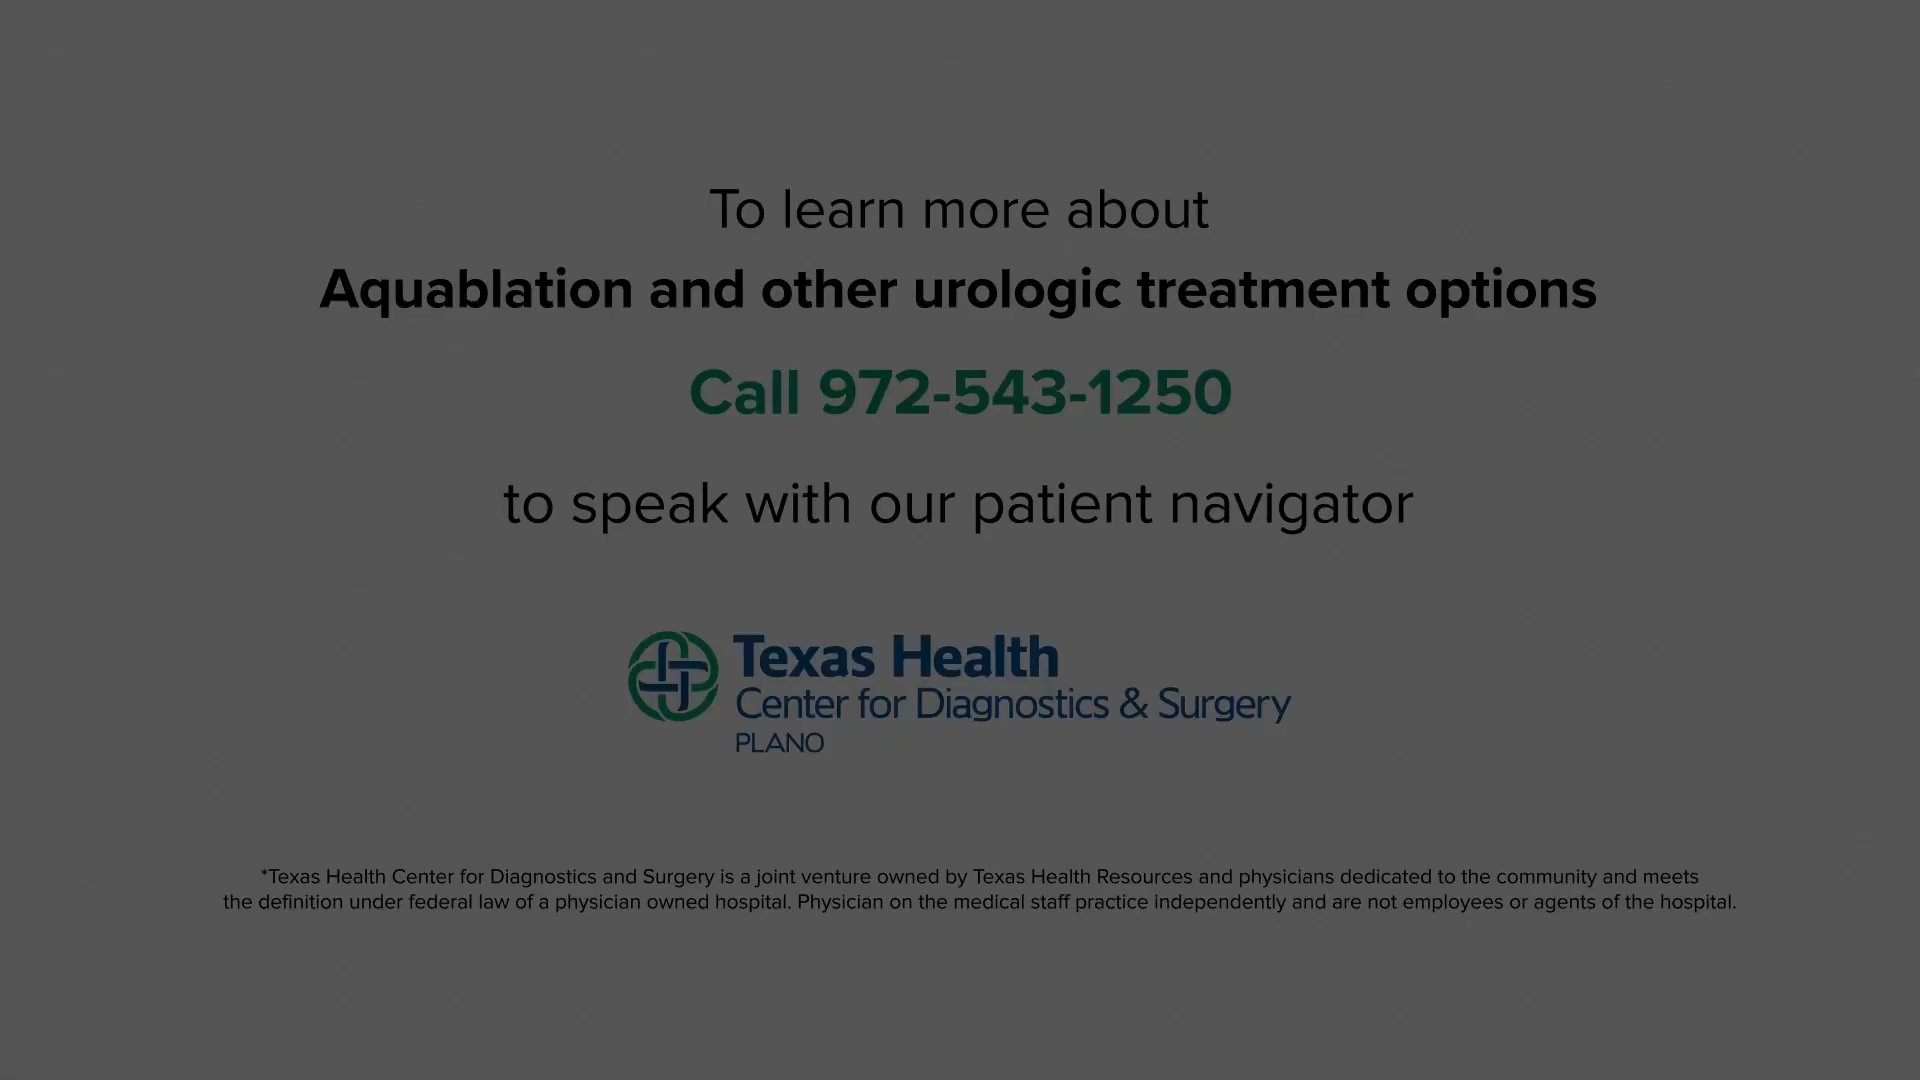 To learn more about
Aquablation and other urologic treatment options
Call 972-543-1250
to speak with our patient navigator
Texas Health
Center for Diagnostics & Surgery
PLANO
*Texas Health Center for Diagnostics and Surgery is a joint venture owned by Texas Health Resources and physicians dedicated to the community and meets
the definition under federal law of a physician owned hospital. Physician on the medical staff practice independently and are not employees or agents of the hospital.